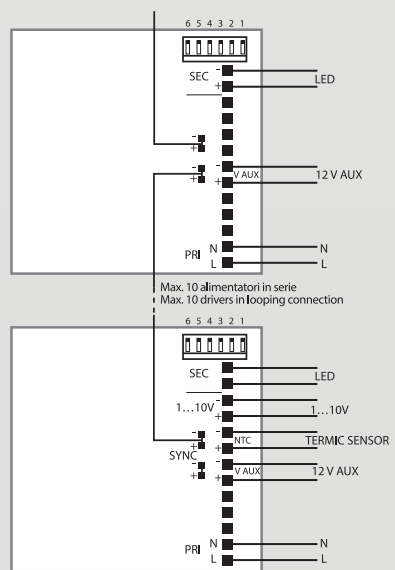 6 5 4 3 2 1
SEC - LED
+
- +
- +
- V AUX 12 V AUX
+
PRI N N
L L
Max. 10 alimentatori in serie
Max. 10 drivers in looping connection
6 5 4 3 2 1
SEC LED
1...10V - 1...10V
+
- - NTC TERMIC SENSOR
+ +
SYNC
- - V AUX 12 V AUX
+ +
PRI N N
L L